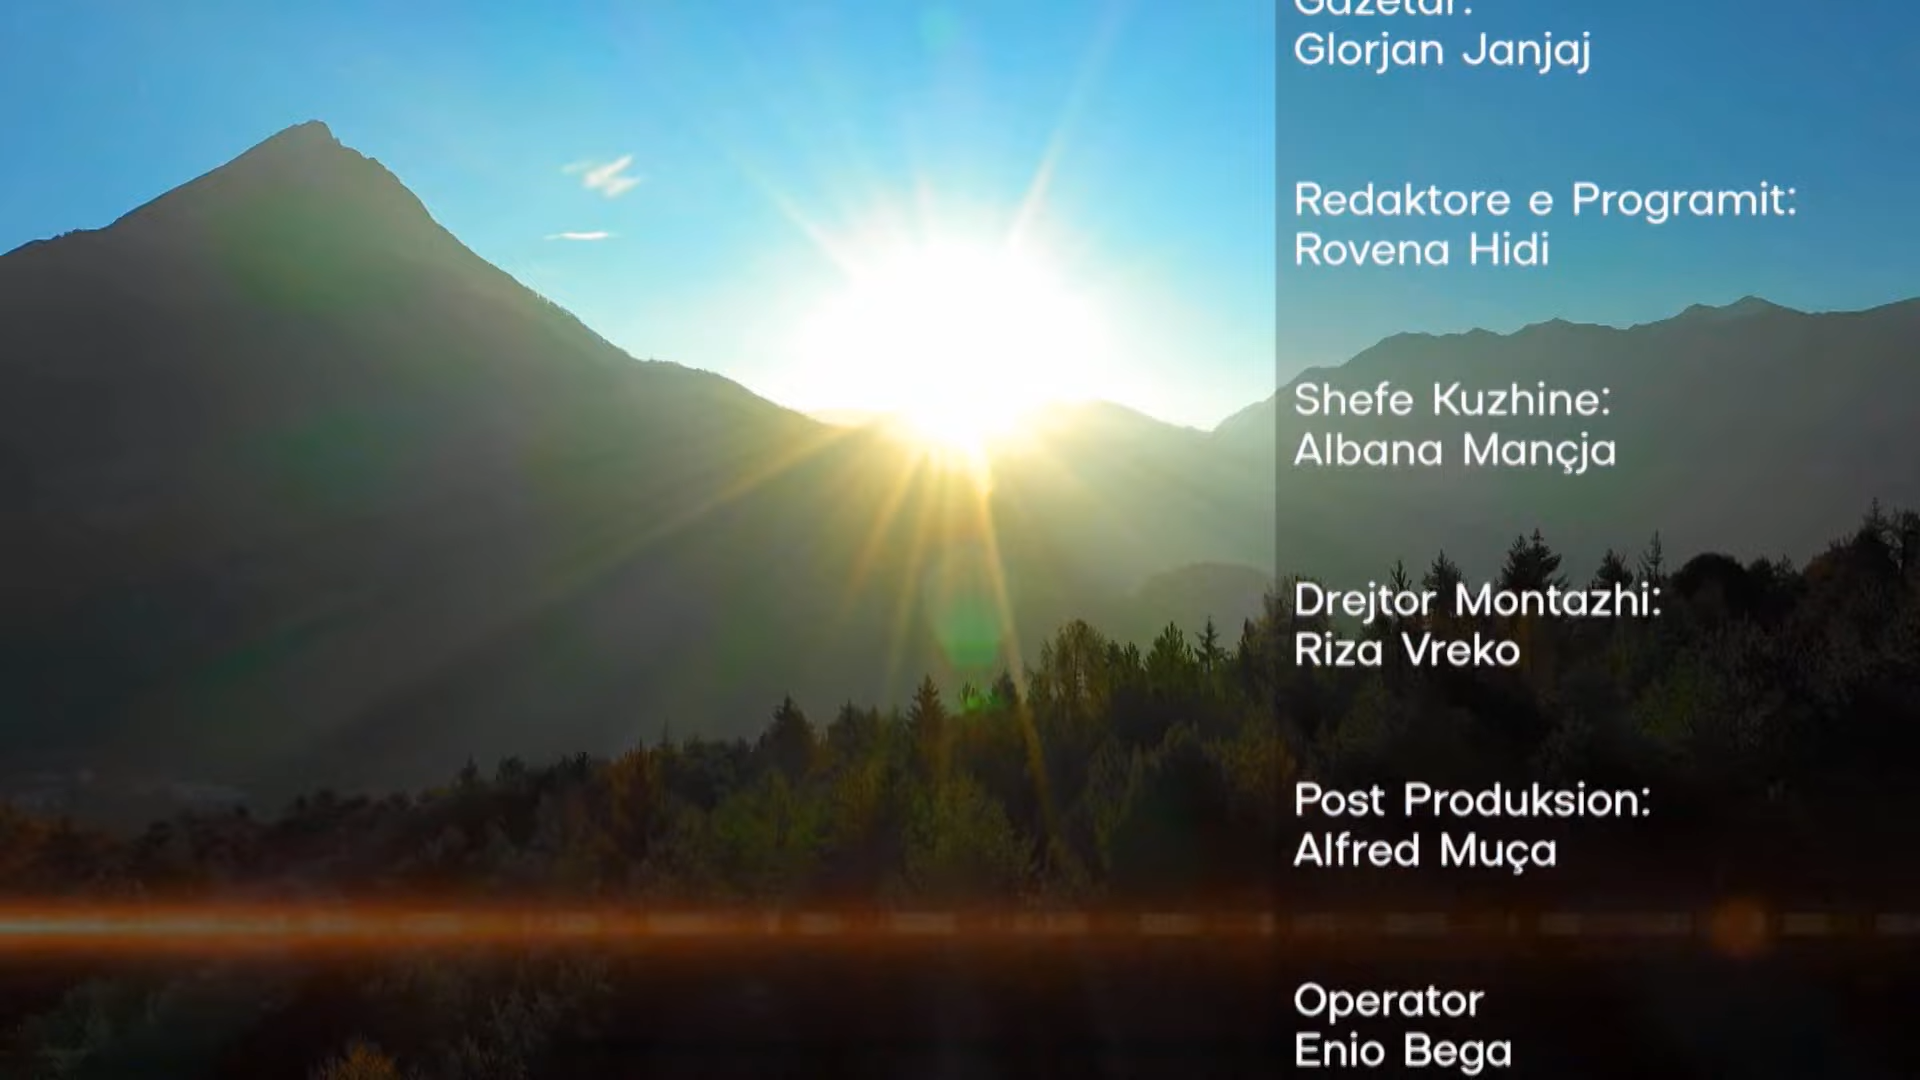 Gazetar:
Glorjan Janjaj
Redaktore e Programit:
Rovena Hidi
Shefe Kuzhine:
Albana Mançja
Drejtor Montazhi:
Riza Vreko
Post Produksion:
Alfred Muça
Operator
Enio Bega